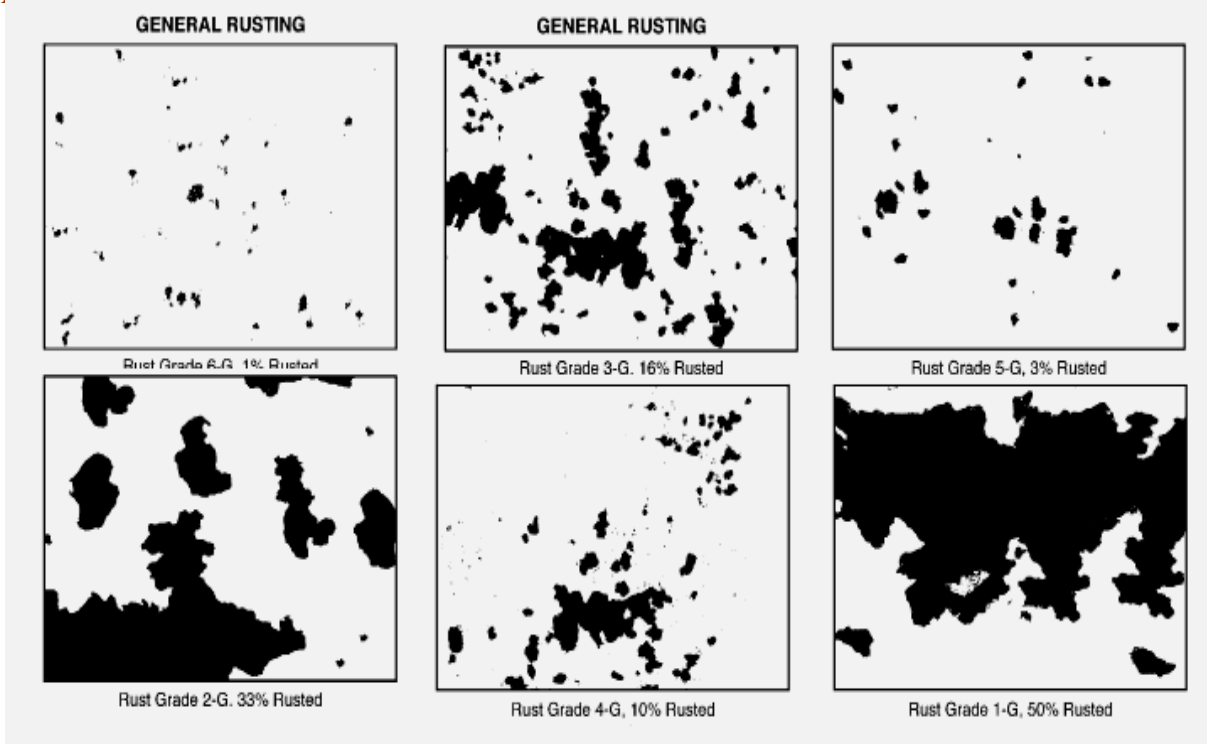 GENERAL RUSTING
GENERAL RUSTING
Rust Grade 6-G. 1% Rusted
Rust Grade 3-G. 16% Rusted
Rust Grade 5-G, 3% Rusted
Rust Grade 2-G. 33% Rusted
Rust Grade 4-G, 10% Rusted
Rust Grade 1-G, 50% Rusted